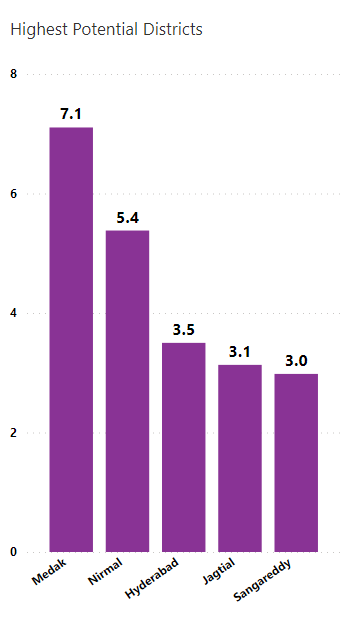 Highest Potential Districts
8
7.1
6
5.4
4
3.5
3.1
3.0
2
0
Medak
Nirmal
Hyderabad
Jagtial
Sangareddy